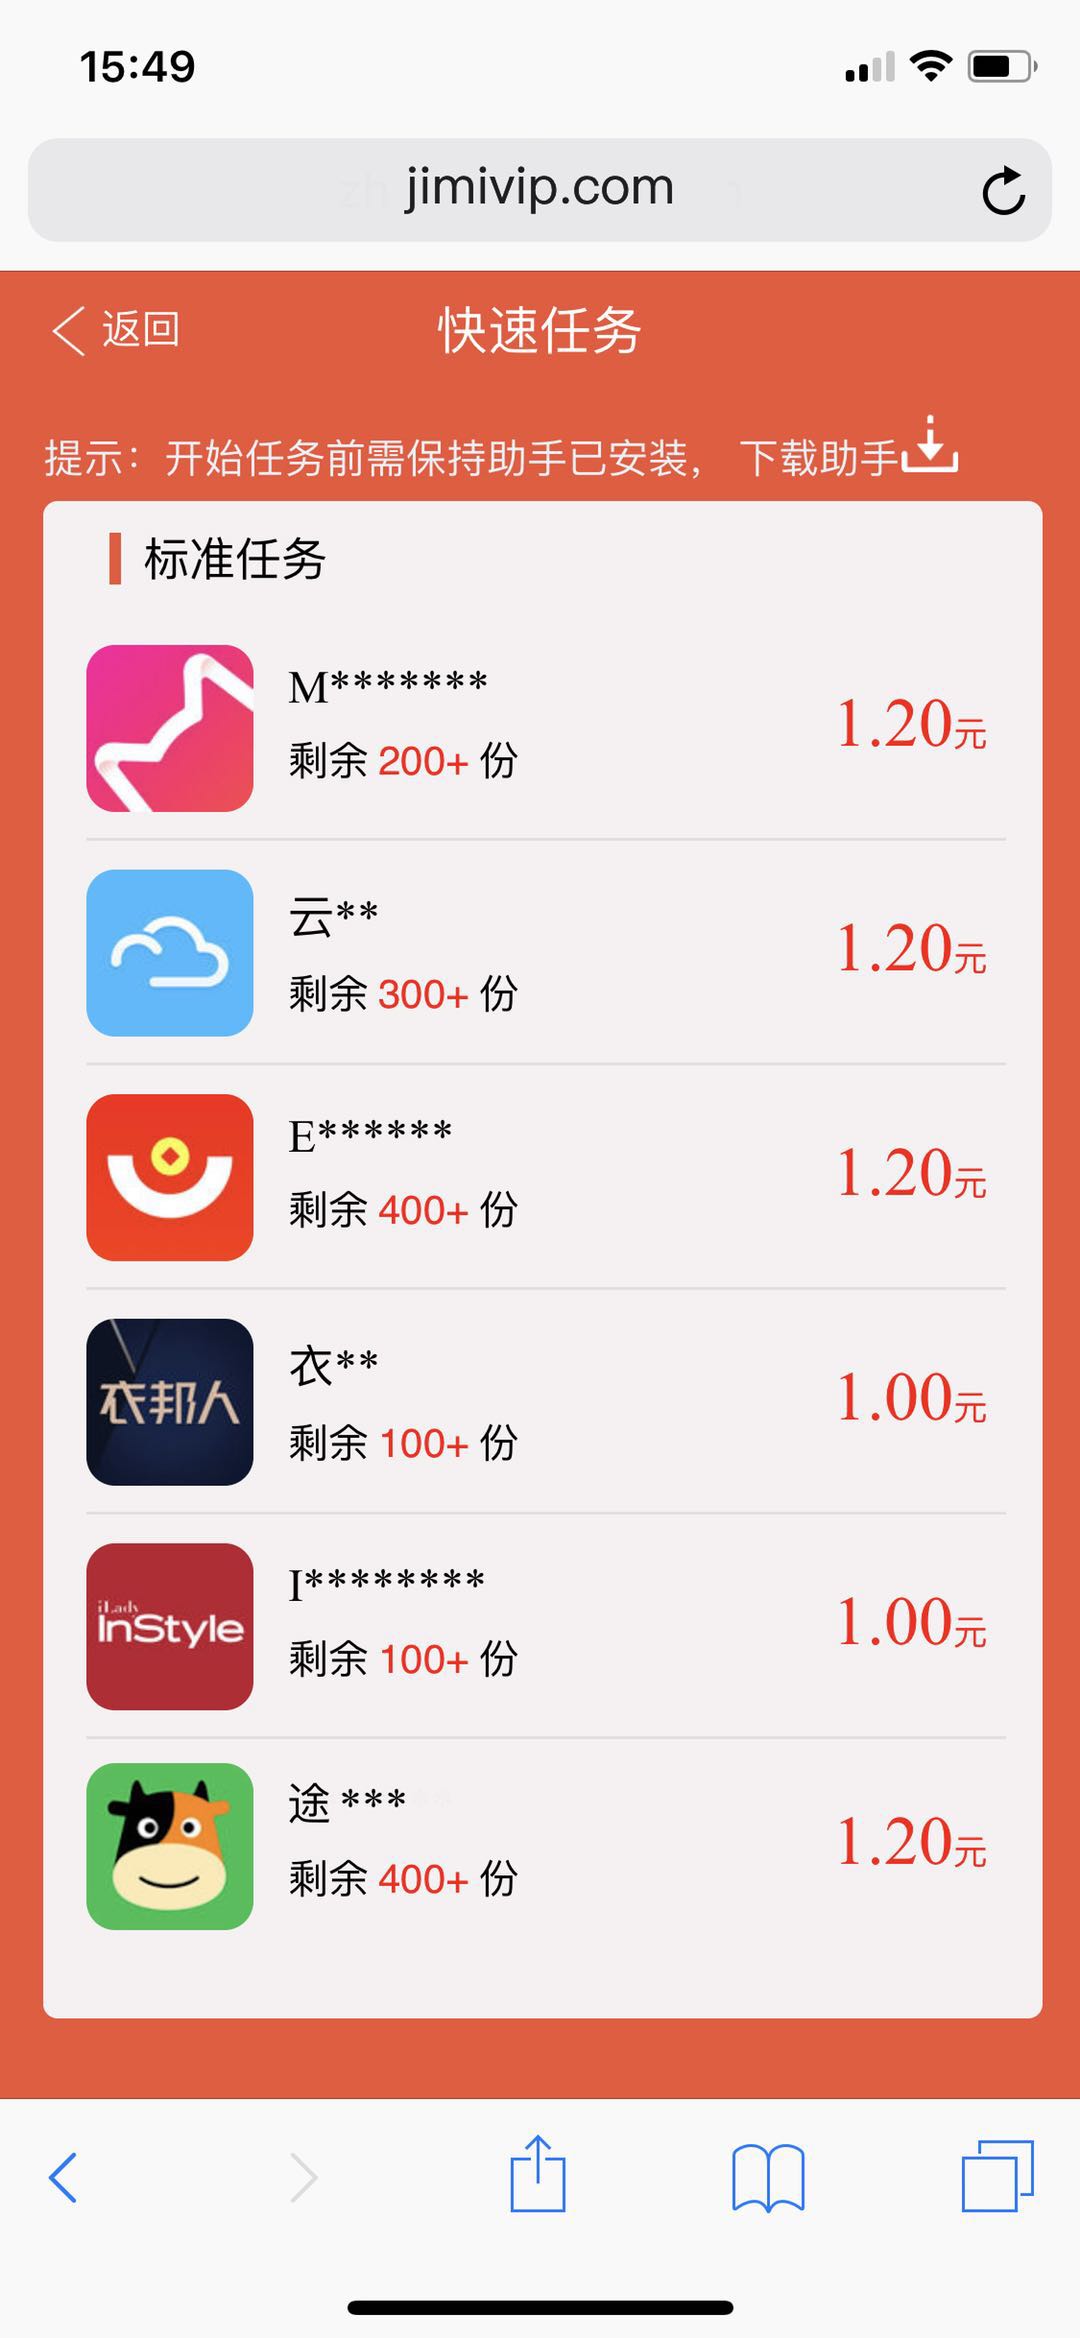 15:49
jimivip.com
返回
快速任务
提示：开始任务前需保持助手已安装， 下载助手
标准任务
M*******
剩余 200+ 份
1.20元
云**
剩余 300+ 份
1.20元
E******
剩余 400+ 份
1.20元
衣邦人
衣**
剩余 100+ 份
1.00元
iLady
InStyle
I********
剩余 100+ 份
1.00元
途 ***
剩余 400+ 份
1.20元